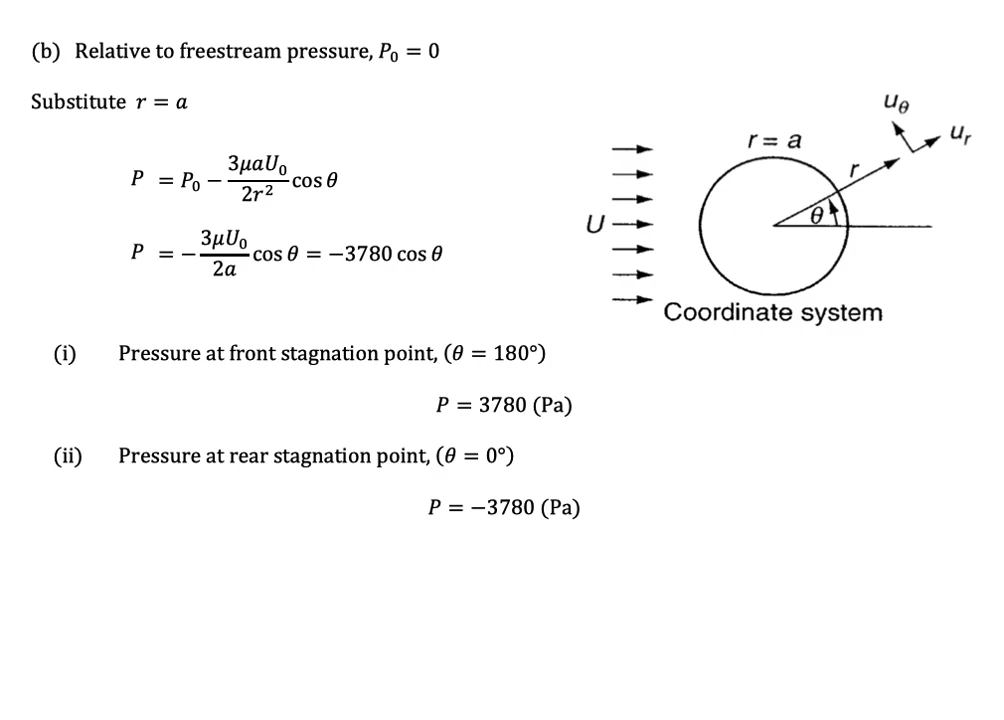 (b) Relative to freestream pressure, P₀ = 0
Substitute r = a
P = P₀ − 3μaU₀/2r² cos θ
P = − 3μU₀/2a cos θ = −3780 cos θ
u_θ
u_r
r = a
r
θ
U
Coordinate system
(i) Pressure at front stagnation point, (θ = 180°)
P = 3780 (Pa)
(ii) Pressure at rear stagnation point, (θ = 0°)
P = −3780 (Pa)